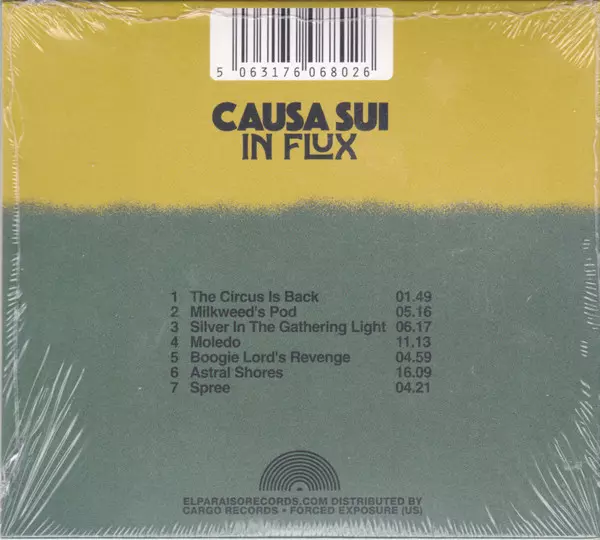 5 063176 068026
CAUSA SUI
IN FLUX
1 The Circus Is Back 01.49
2 Milkweed's Pod 05.16
3 Silver In The Gathering Light 06.17
4 Moledo 11.13
5 Boogie Lord's Revenge 04.59
6 Astral Shores 16.09
7 Spree 04.21
ELPARAISORECORDS.COM DISTRIBUTED BY
CARGO RECORDS • FORCED EXPOSURE (US)